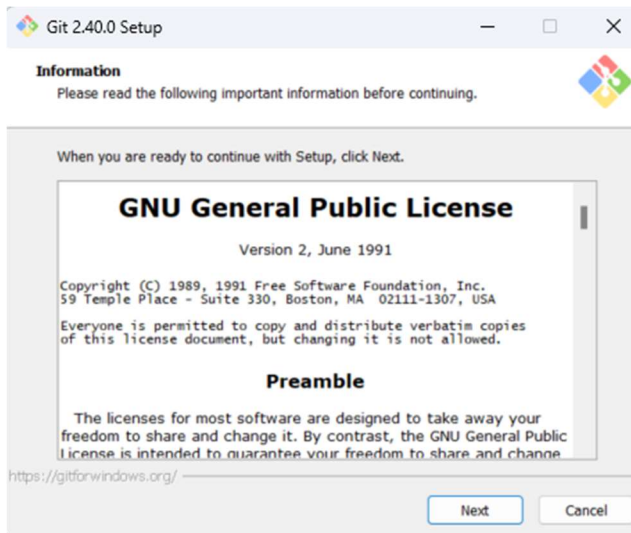 Git 2.40.0 Setup
Information
Please read the following important information before continuing.
When you are ready to continue with Setup, click Next.
GNU General Public License
Version 2, June 1991
Copyright (C) 1989, 1991 Free Software Foundation, Inc.
59 Temple Place - Suite 330, Boston, MA  02111-1307, USA
Everyone is permitted to copy and distribute verbatim copies
of this license document, but changing it is not allowed.
Preamble
The licenses for most software are designed to take away your
freedom to share and change it. By contrast, the GNU General Public
License is intended to guarantee your freedom to share and change
https://gitforwindows.org/
Next Cancel